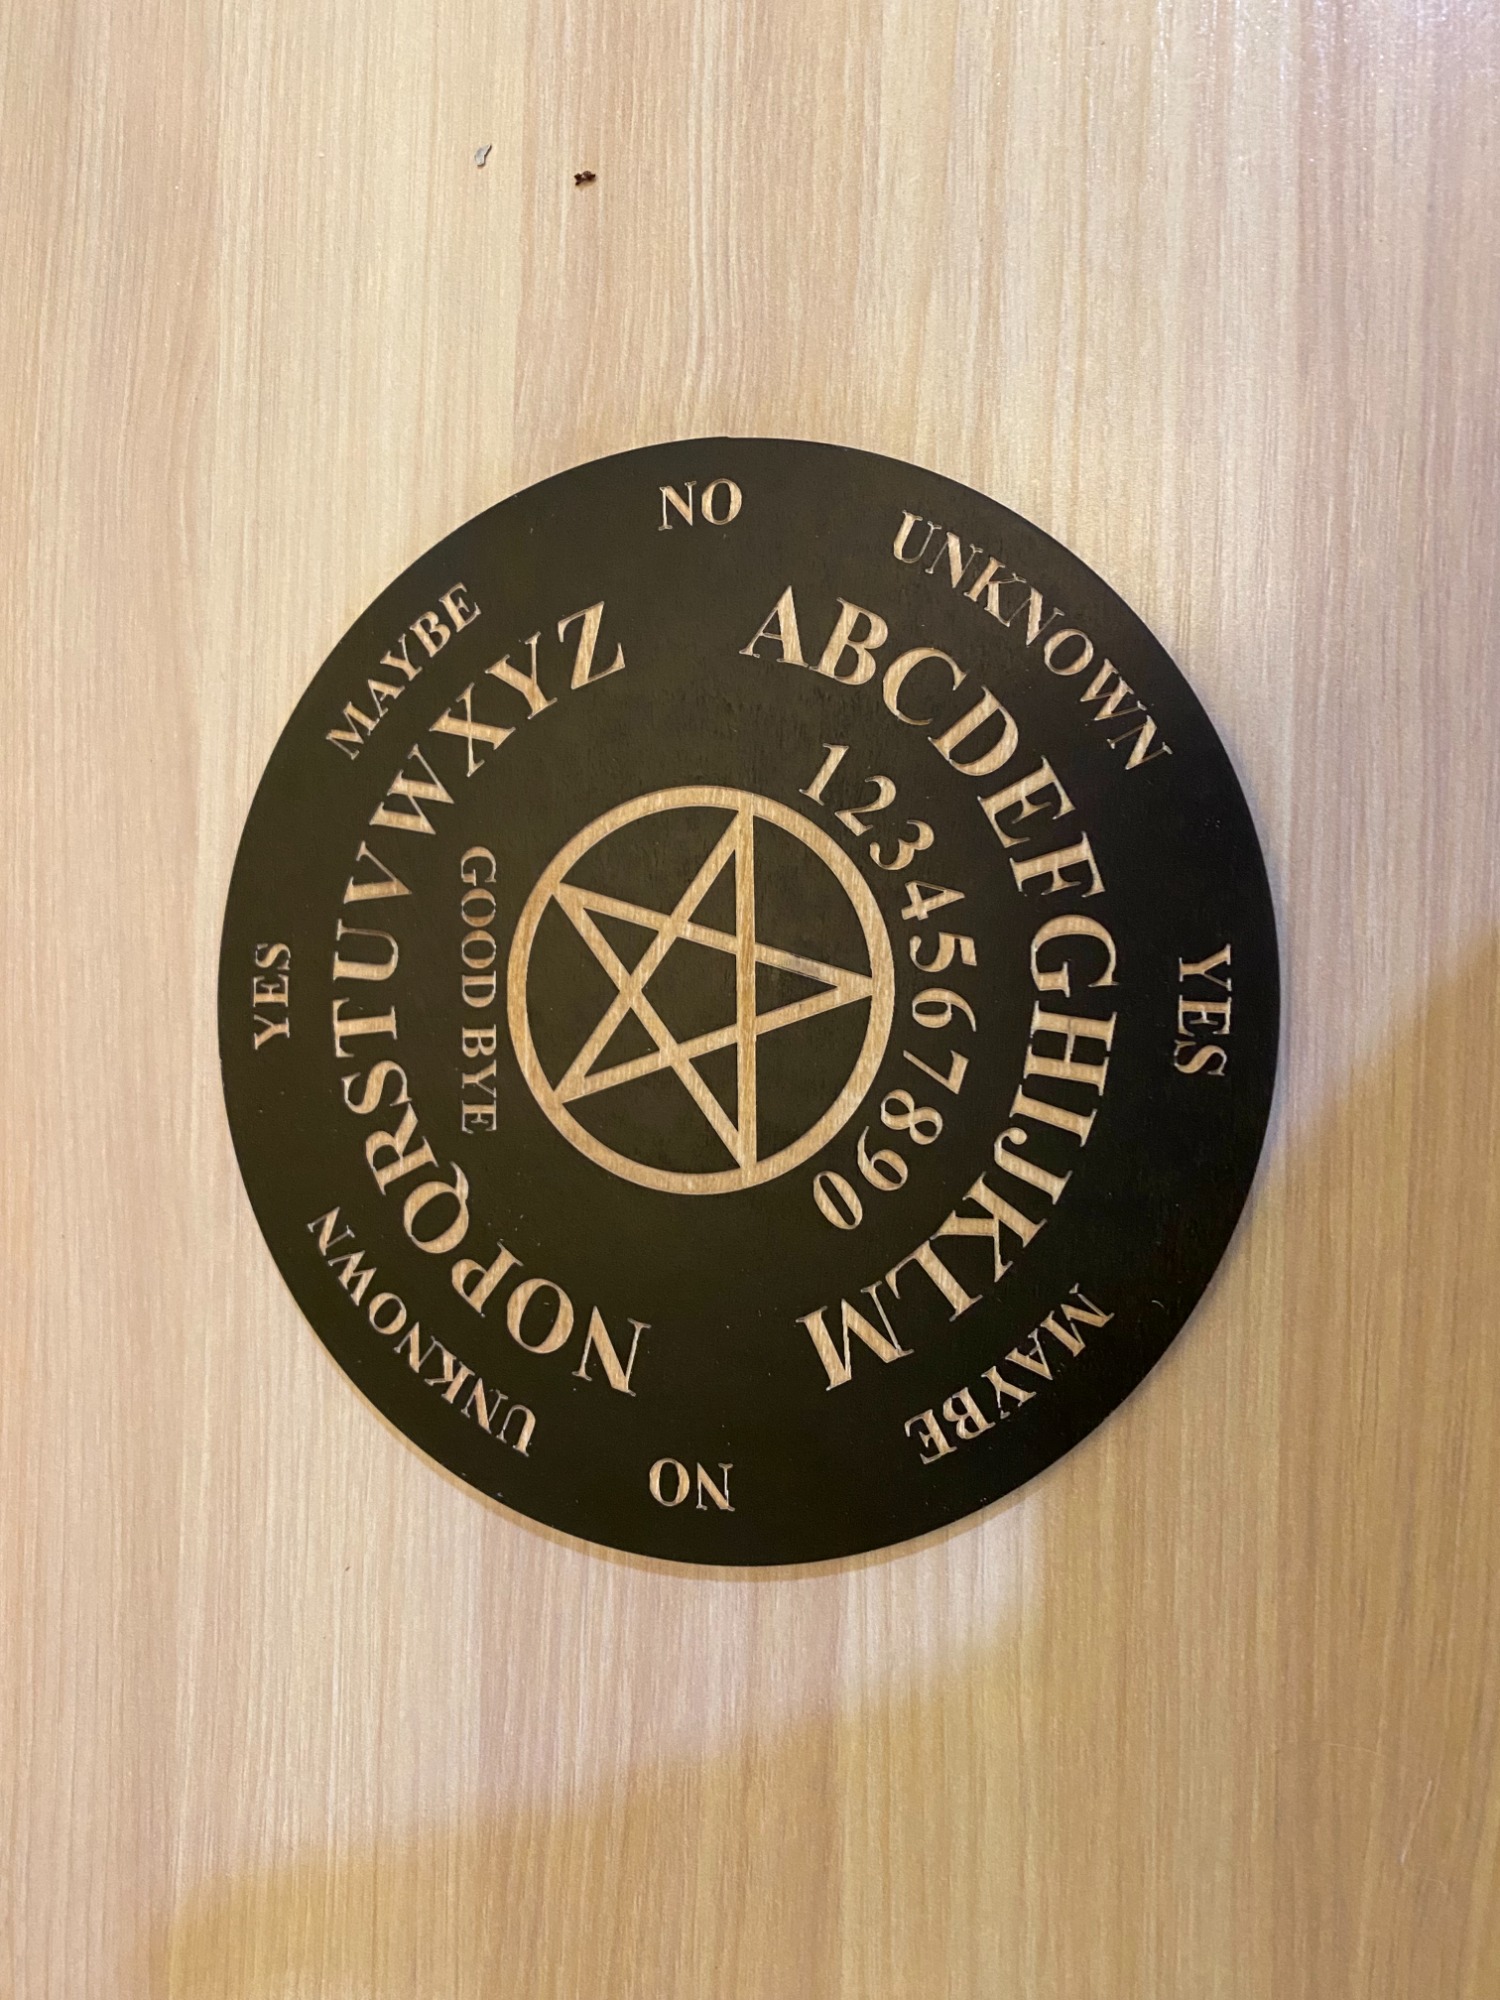 NO
UNKNOWN
YES
MAYBE
NO
UNKNOWN
YES
MAYBE
ABCDEFGHIJKLM
NOPQRSTUVWXYZ
1234567890
GOOD BYE